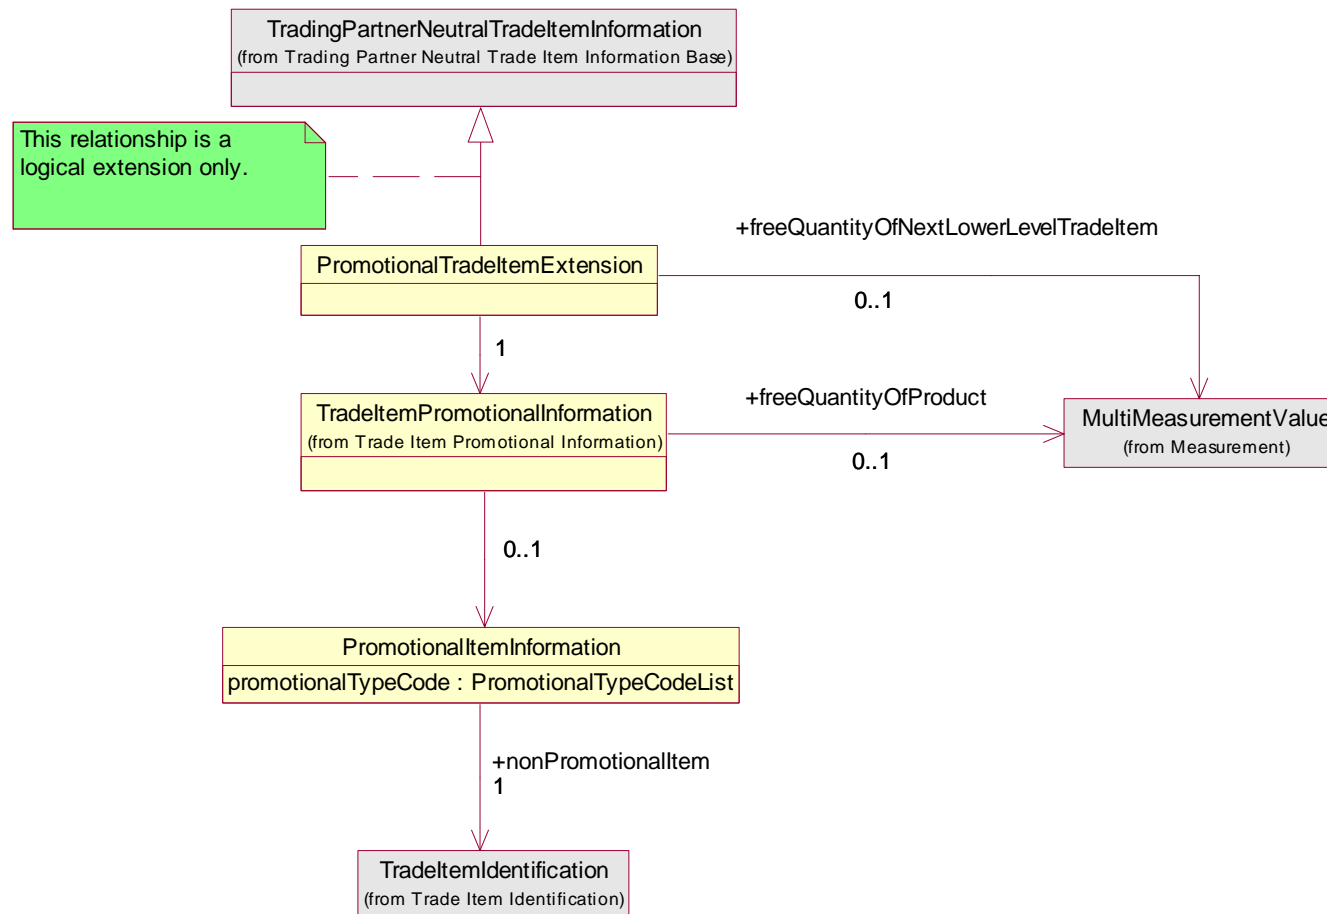 TradingPartnerNeutralTradeItemInformation
(from Trading Partner Neutral Trade Item Information Base)
This relationship is a
logical extension only.
+freeQuantityOfNextLowerLevelTradeItem
PromotionalTradeItemExtension
0..1
1
+freeQuantityOfProduct
TradeItemPromotionalInformation
(from Trade Item Promotional Information)
MultiMeasurementValue
(from Measurement)
0..1
0..1
PromotionalItemInformation
promotionalTypeCode : PromotionalTypeCodeList
+nonPromotionalItem
1
TradeItemIdentification
(from Trade Item Identification)